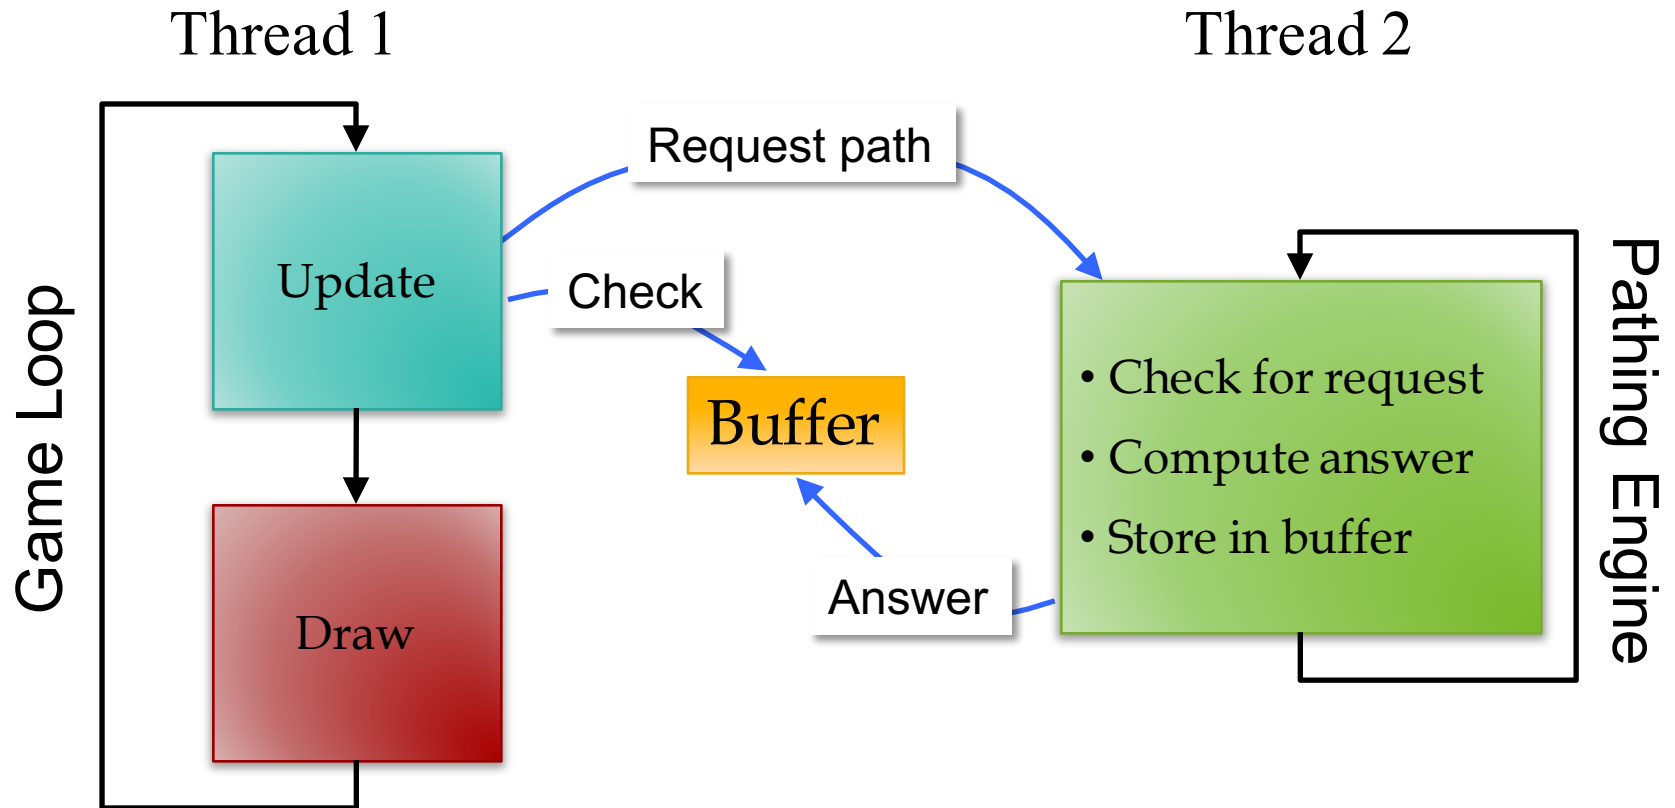 Thread 1
Thread 2
Game Loop
Update
Draw
Request path
Check
Buffer
Answer
• Check for request
• Compute answer
• Store in buffer
Pathing Engine